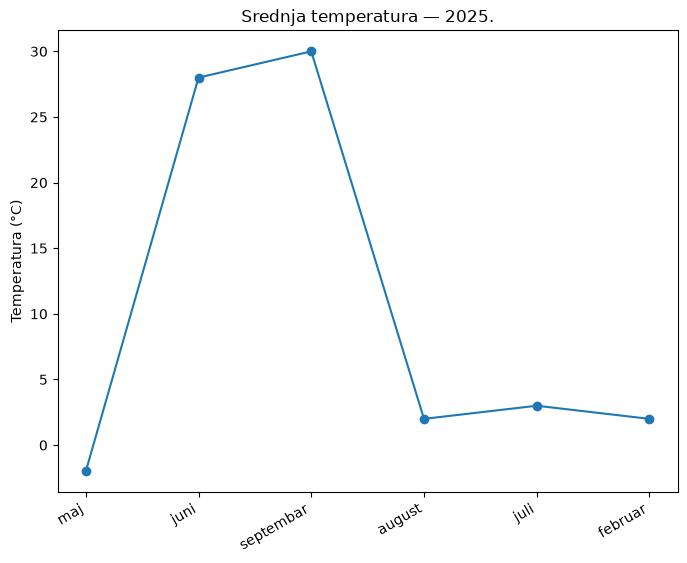 Srednja temperatura — 2025.
Temperatura (°C)
30
25
20
15
10
5
0
maj
juni
septembar
august
juli
februar